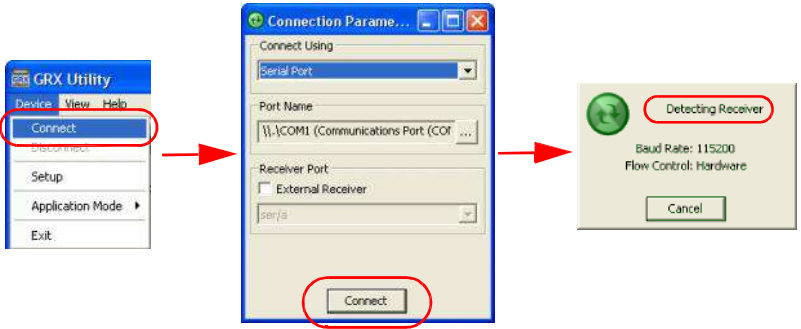 GRX Utility
Device View Help
Connect
Disconnect
Setup
Application Mode
Exit
Connection Parame...
Connect Using
Serial Port
Port Name
\\.\COM1 (Communications Port (COM
...
Receiver Port
External Receiver
ser/a
Connect
Detecting Receiver
Baud Rate: 115200
Flow Control: Hardware
Cancel